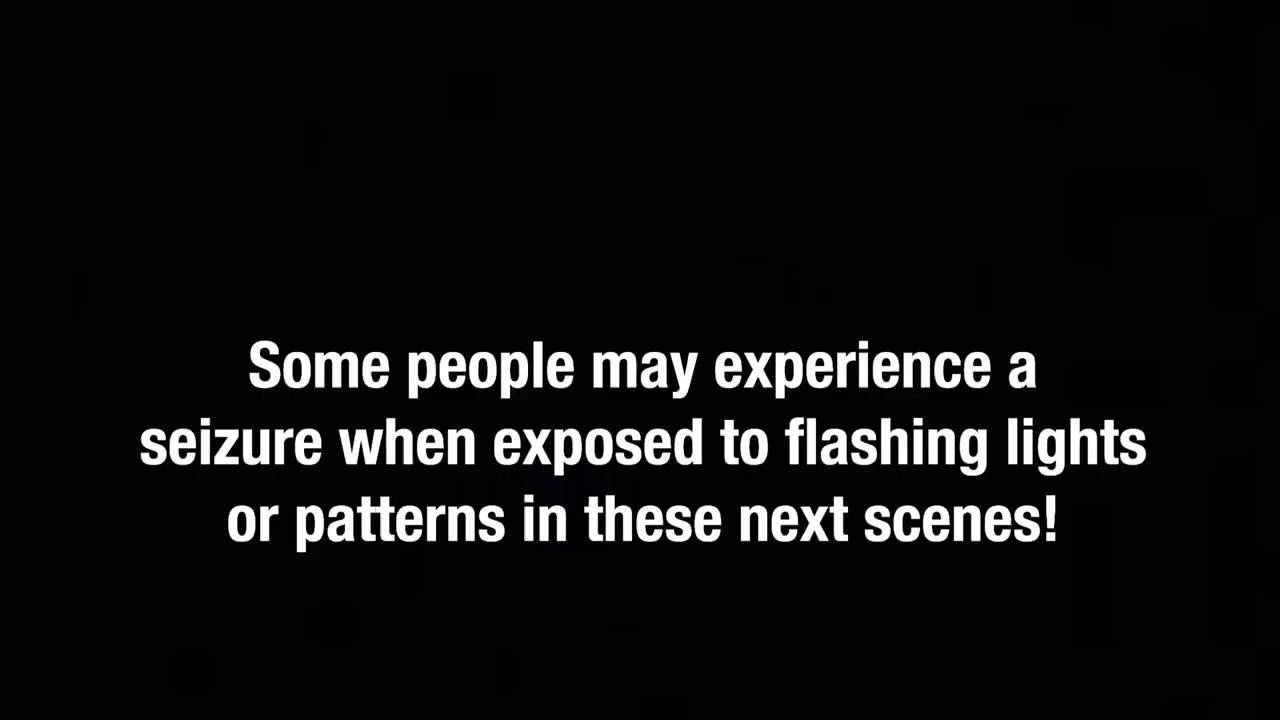 Some people may experience a
seizure when exposed to flashing lights
or patterns in these next scenes!